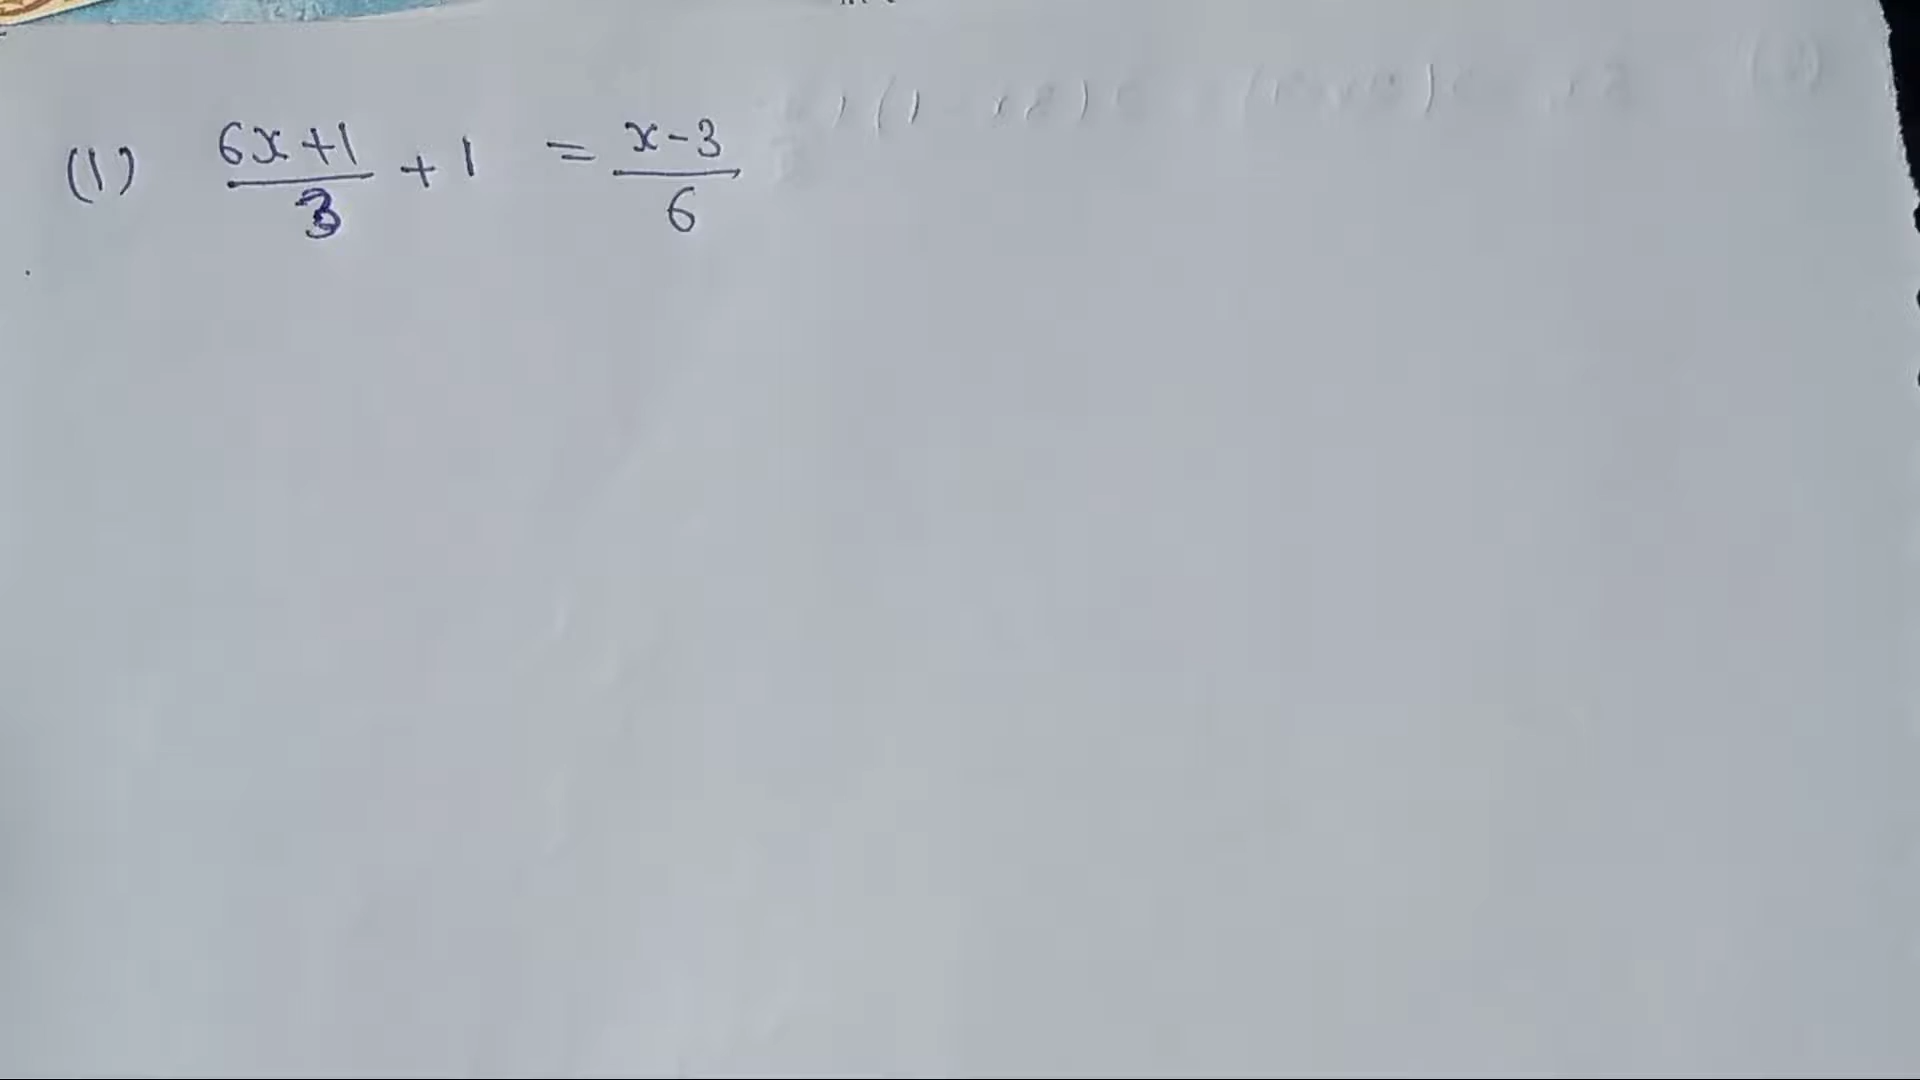 (1) (6x+1)/3 + 1 = (x-3)/6